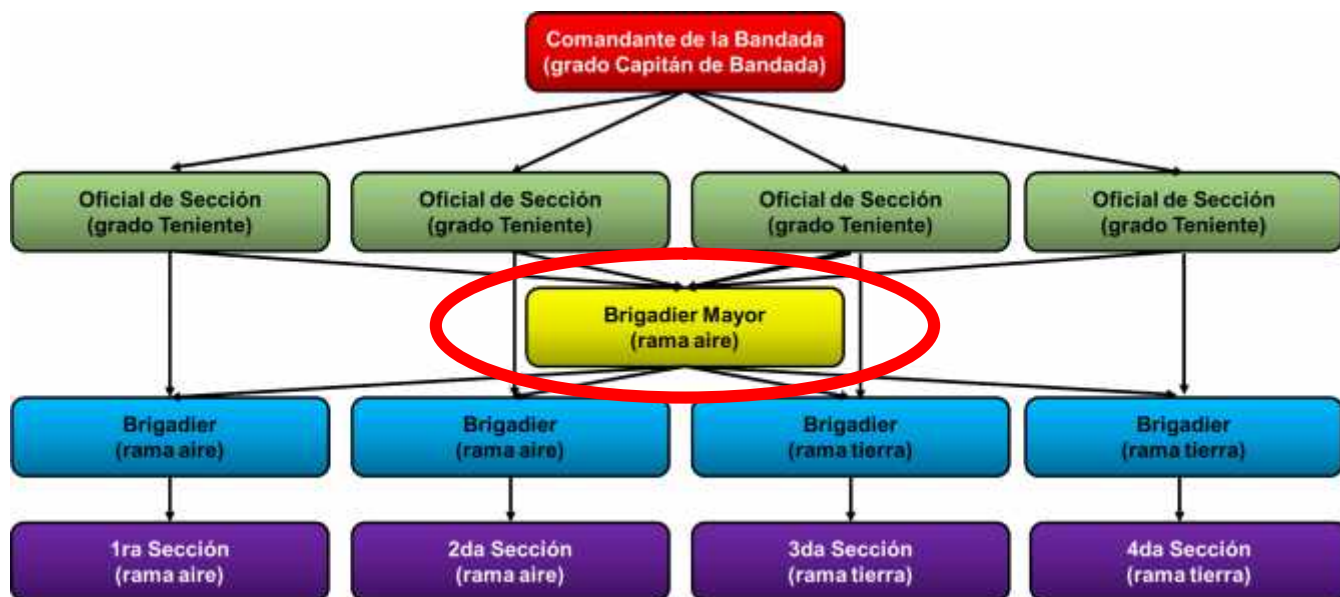 Comandante de la Bandada
(grado Capitán de Bandada)
Oficial de Sección
(grado Teniente)
Oficial de Sección
(grado Teniente)
Oficial de Sección
(grado Teniente)
Oficial de Sección
(grado Teniente)
Brigadier Mayor
(rama aire)
Brigadier
(rama aire)
Brigadier
(rama aire)
Brigadier
(rama tierra)
Brigadier
(rama tierra)
1ra Sección
(rama aire)
2da Sección
(rama aire)
3da Sección
(rama tierra)
4da Sección
(rama tierra)